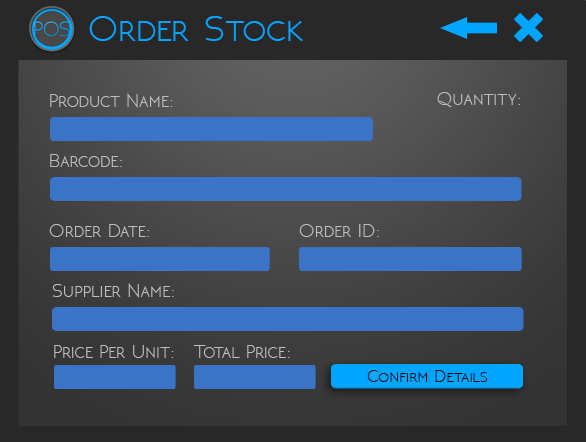 POS Order Stock
Product Name: Quantity:
Barcode:
Order Date: Order ID:
Supplier Name:
Price Per Unit: Total Price:
Confirm Details